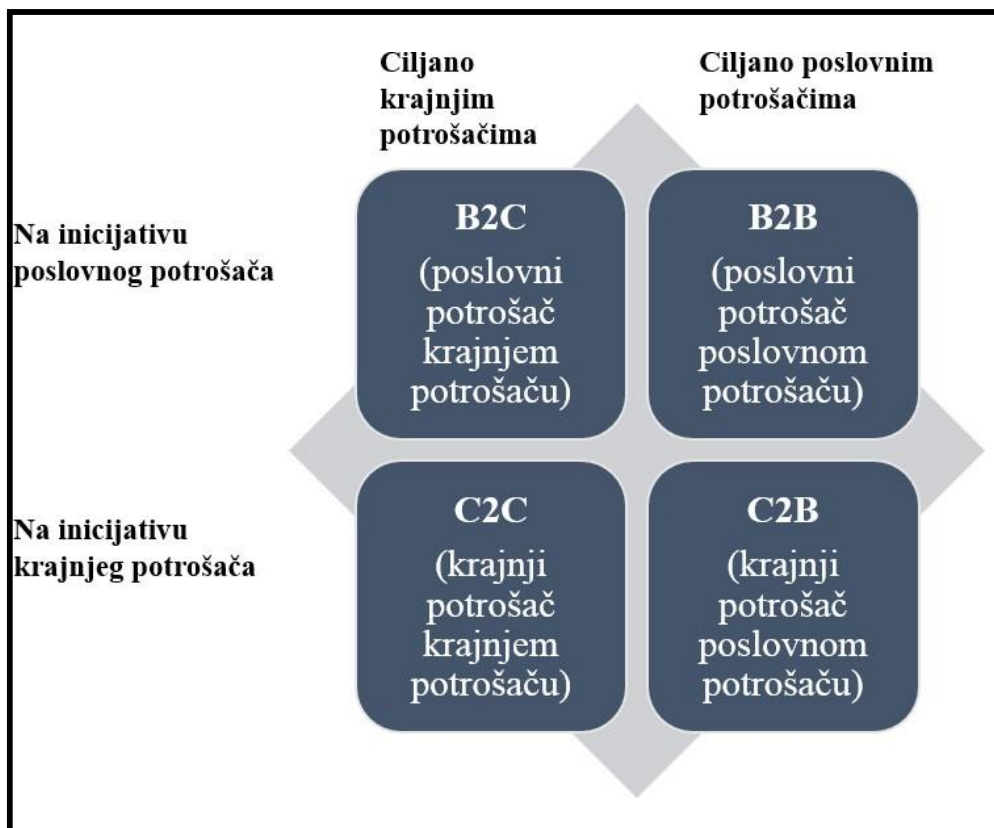 Ciljano
krajnjim
potrošačima
Ciljano poslovnim
potrošačima
Na inicijativu
poslovnog potrošača
B2C
(poslovni
potrošač
krajnjem
potrošaču)
B2B
(poslovni
potrošač
poslovnom
potrošaču)
Na inicijativu
krajnjeg potrošača
C2C
(krajnji
potrošač
krajnjem
potrošaču)
C2B
(krajnji
potrošač
poslovnom
potrošaču)